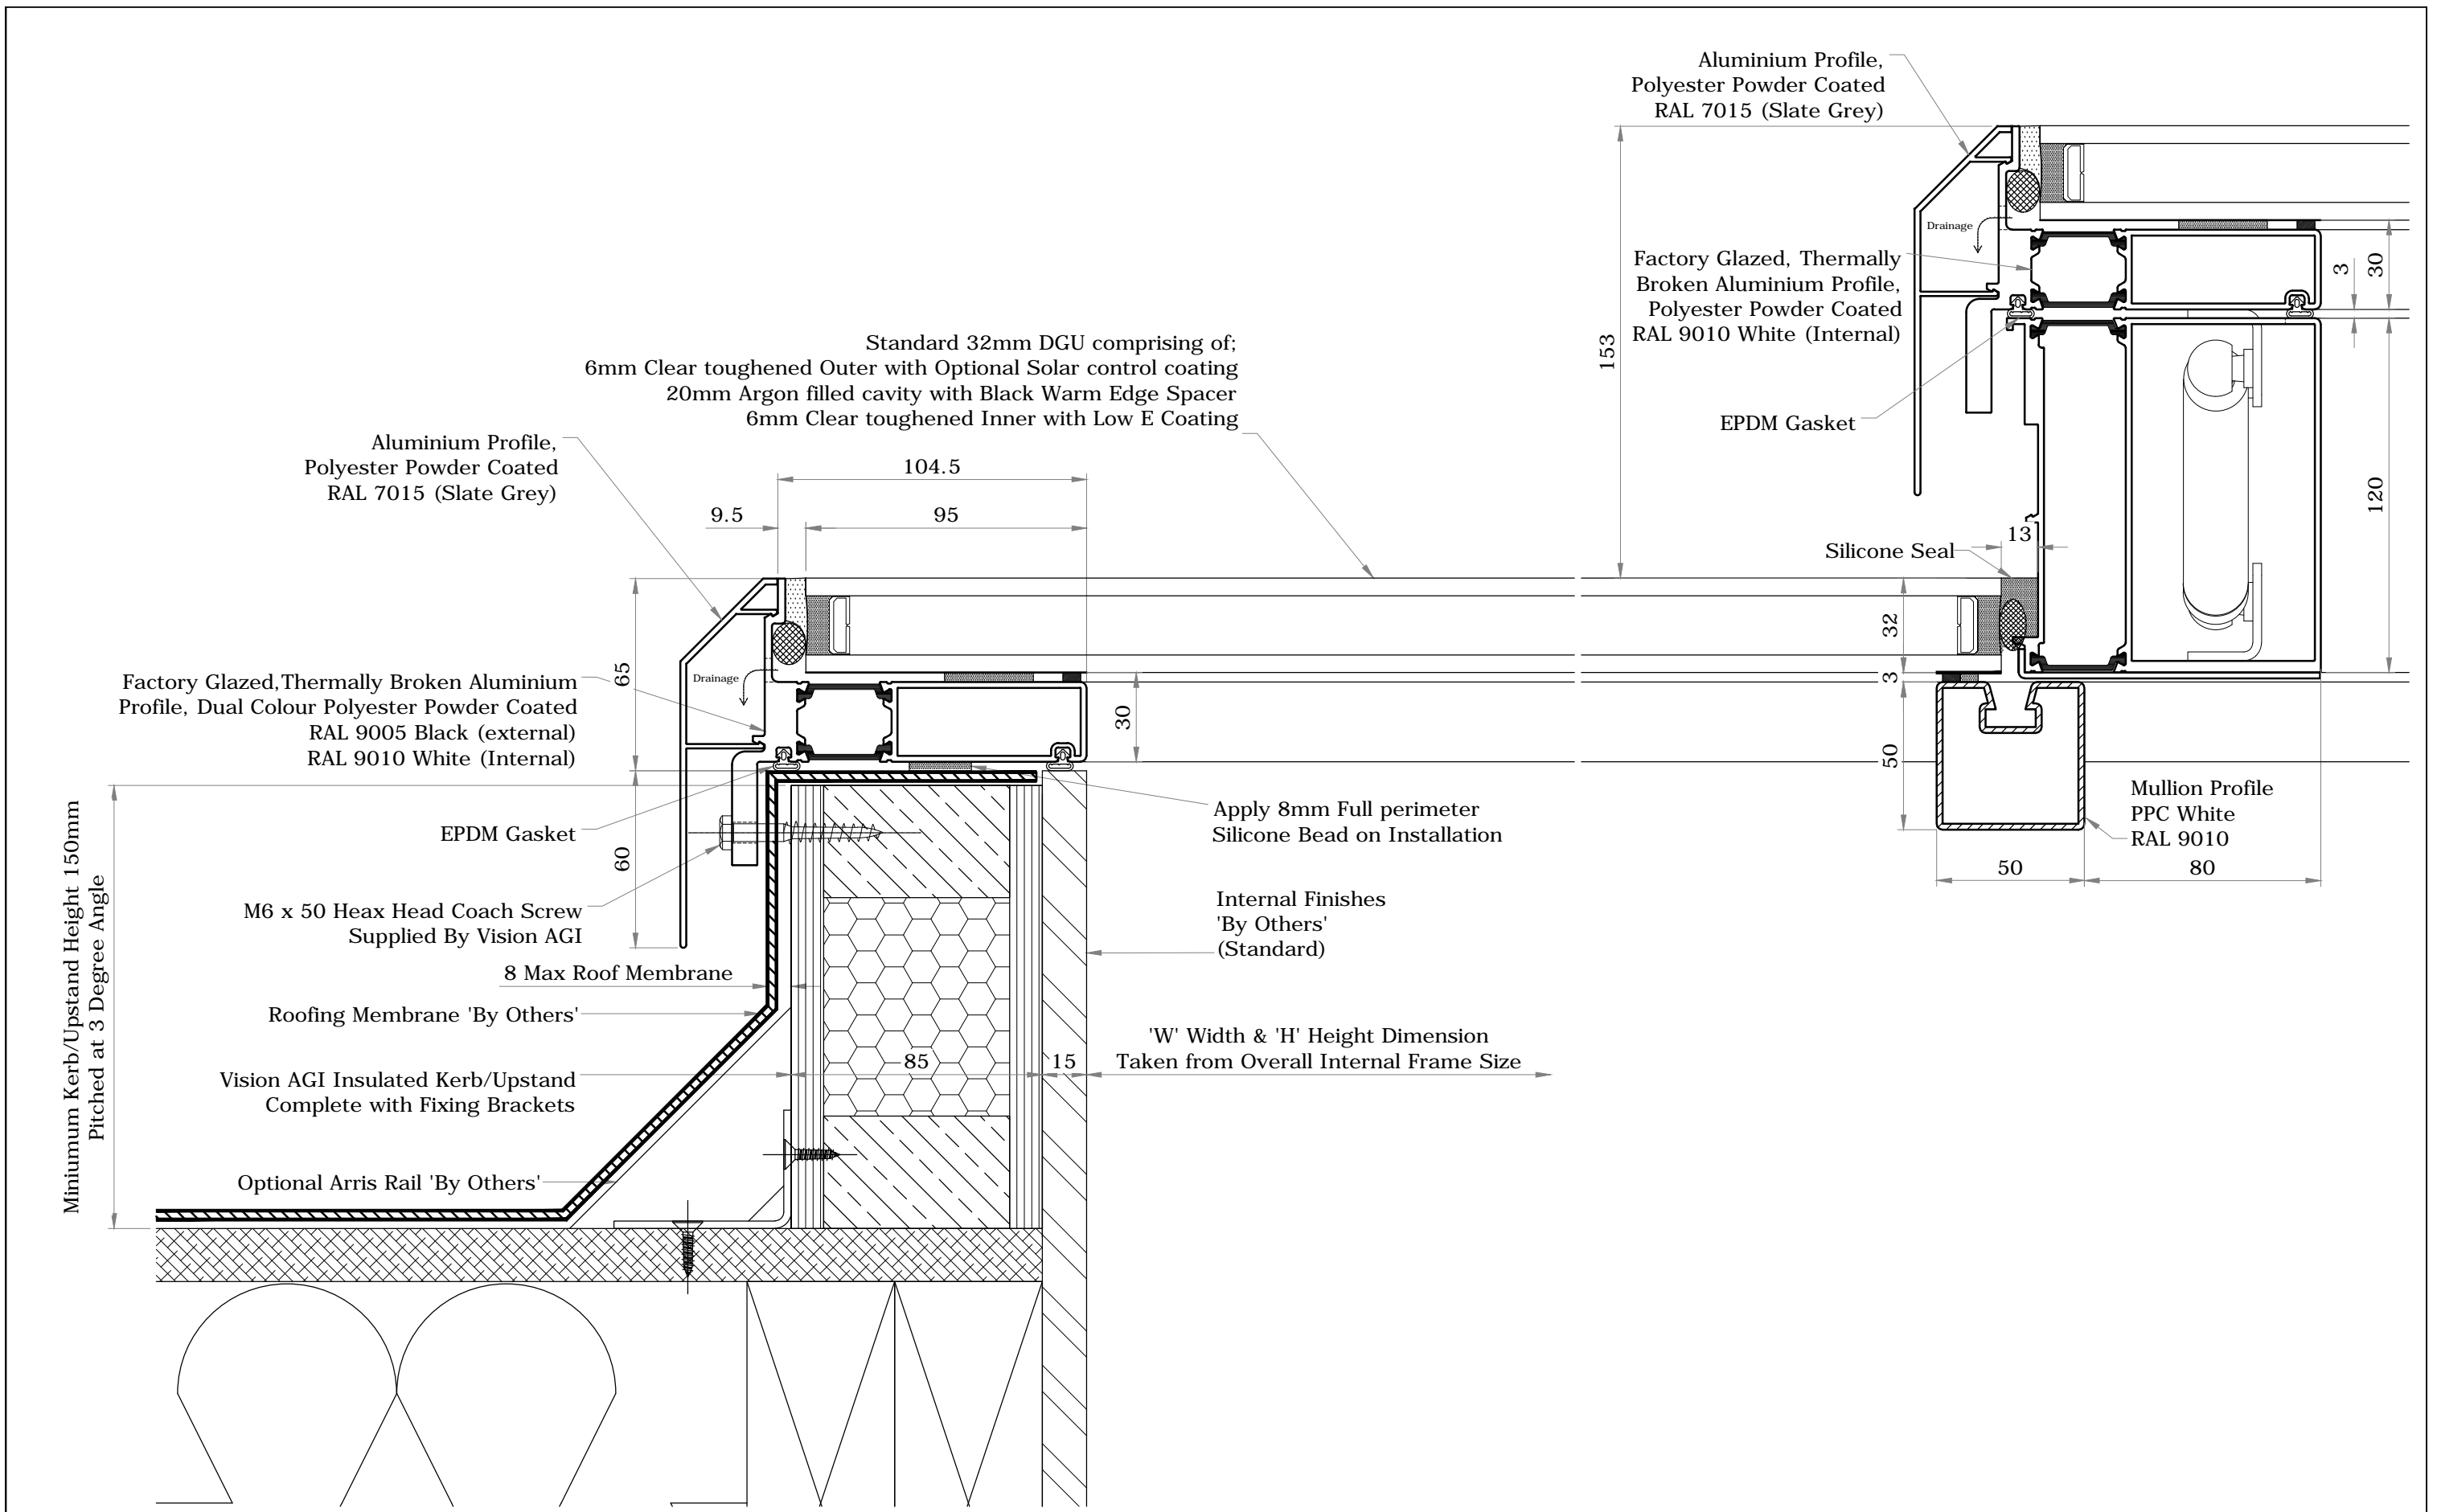 Aluminium Profile,
Polyester Powder Coated
RAL 7015 (Slate Grey)
Drainage
Factory Glazed, Thermally
Broken Aluminium Profile,
Polyester Powder Coated
RAL 9010 White (Internal)
EPDM Gasket
153
3
30
120
13
Silicone Seal
32
3
50
Mullion Profile
PPC White
RAL 9010
50
80
Standard 32mm DGU comprising of;
6mm Clear toughened Outer with Optional Solar control coating
20mm Argon filled cavity with Black Warm Edge Spacer
6mm Clear toughened Inner with Low E Coating
Aluminium Profile,
Polyester Powder Coated
RAL 7015 (Slate Grey)
104.5
9.5
95
65
Drainage
30
Factory Glazed,Thermally Broken Aluminium
Profile, Dual Colour Polyester Powder Coated
RAL 9005 Black (external)
RAL 9010 White (Internal)
EPDM Gasket
60
Apply 8mm Full perimeter
Silicone Bead on Installation
M6 x 50 Heax Head Coach Screw
Supplied By Vision AGI
Internal Finishes
'By Others'
(Standard)
8 Max Roof Membrane
Roofing Membrane 'By Others'
'W' Width & 'H' Height Dimension
Taken from Overall Internal Frame Size
85
15
Vision AGI Insulated Kerb/Upstand
Complete with Fixing Brackets
Optional Arris Rail 'By Others'
Miniumum Kerb/Upstand Height 150mm
Pitched at 3 Degree Angle